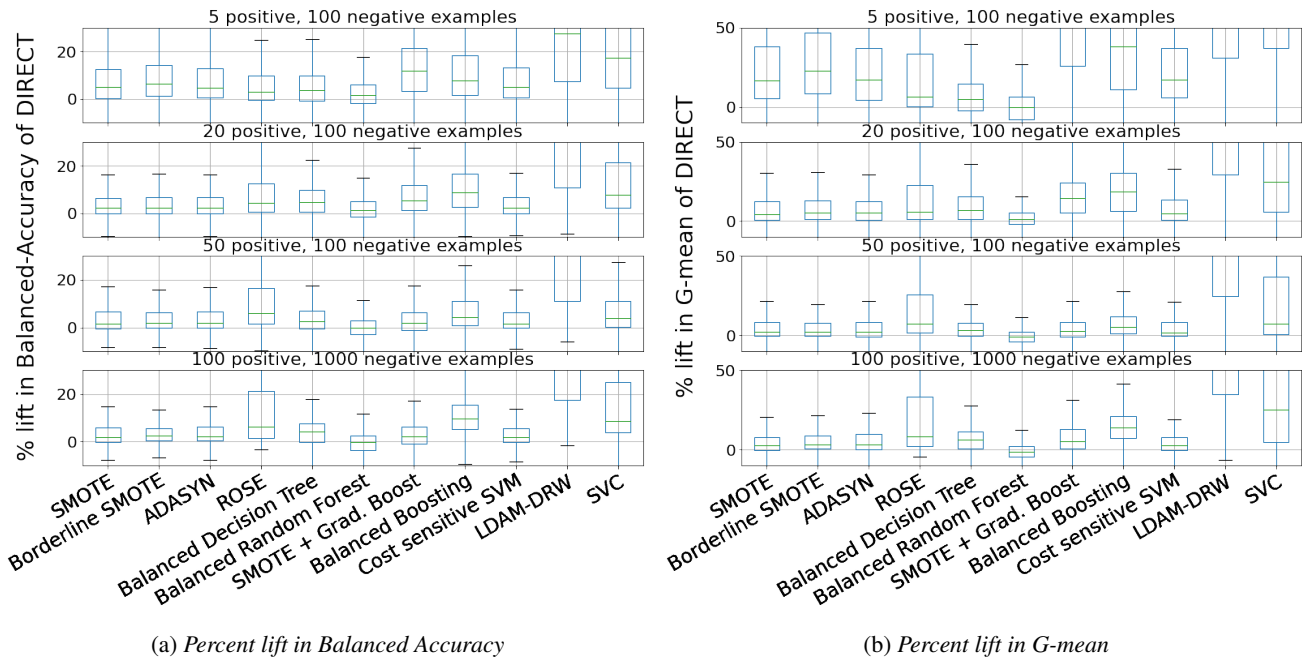 5 positive, 100 negative examples
20
0
20 positive, 100 negative examples
20
0
50 positive, 100 negative examples
20
0
100 positive, 1000 negative examples
20
0
% lift in Balanced-Accuracy of DIRECT
SMOTE
Borderline SMOTE
ADASYN
ROSE
Balanced Decision Tree
Balanced Random Forest
SMOTE + Grad. Boost
Balanced Boosting
Cost sensitive SVM
LDAM-DRW
SVC
(a) Percent lift in Balanced Accuracy
5 positive, 100 negative examples
50
0
20 positive, 100 negative examples
50
0
50 positive, 100 negative examples
50
0
100 positive, 1000 negative examples
50
0
% lift in G-mean of DIRECT
SMOTE
Borderline SMOTE
ADASYN
ROSE
Balanced Decision Tree
Balanced Random Forest
SMOTE + Grad. Boost
Balanced Boosting
Cost sensitive SVM
LDAM-DRW
SVC
(b) Percent lift in G-mean